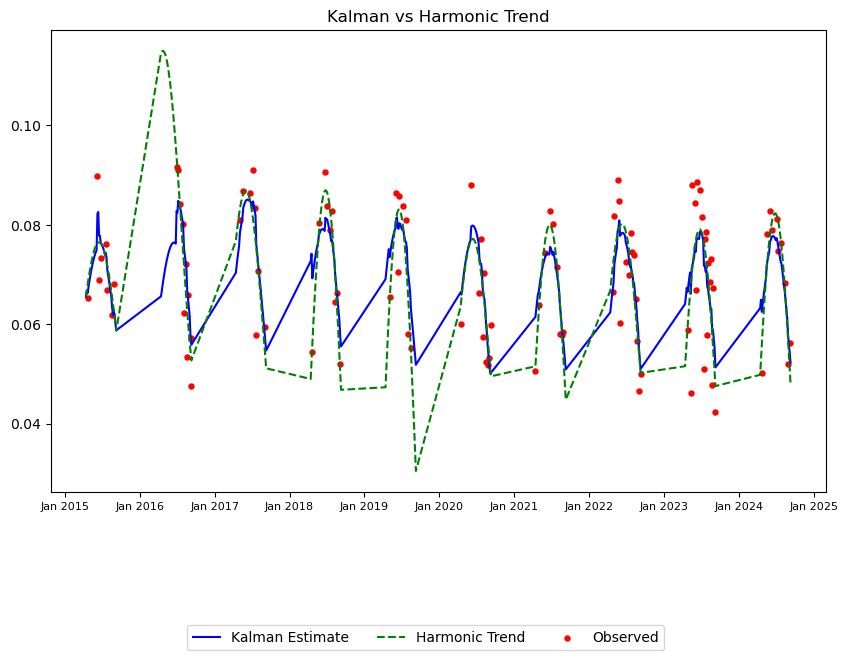 Kalman vs Harmonic Trend
0.10
0.08
0.06
0.04
Jan 2015 Jan 2016 Jan 2017 Jan 2018 Jan 2019 Jan 2020 Jan 2021 Jan 2022 Jan 2023 Jan 2024 Jan 2025
Kalman Estimate Harmonic Trend Observed